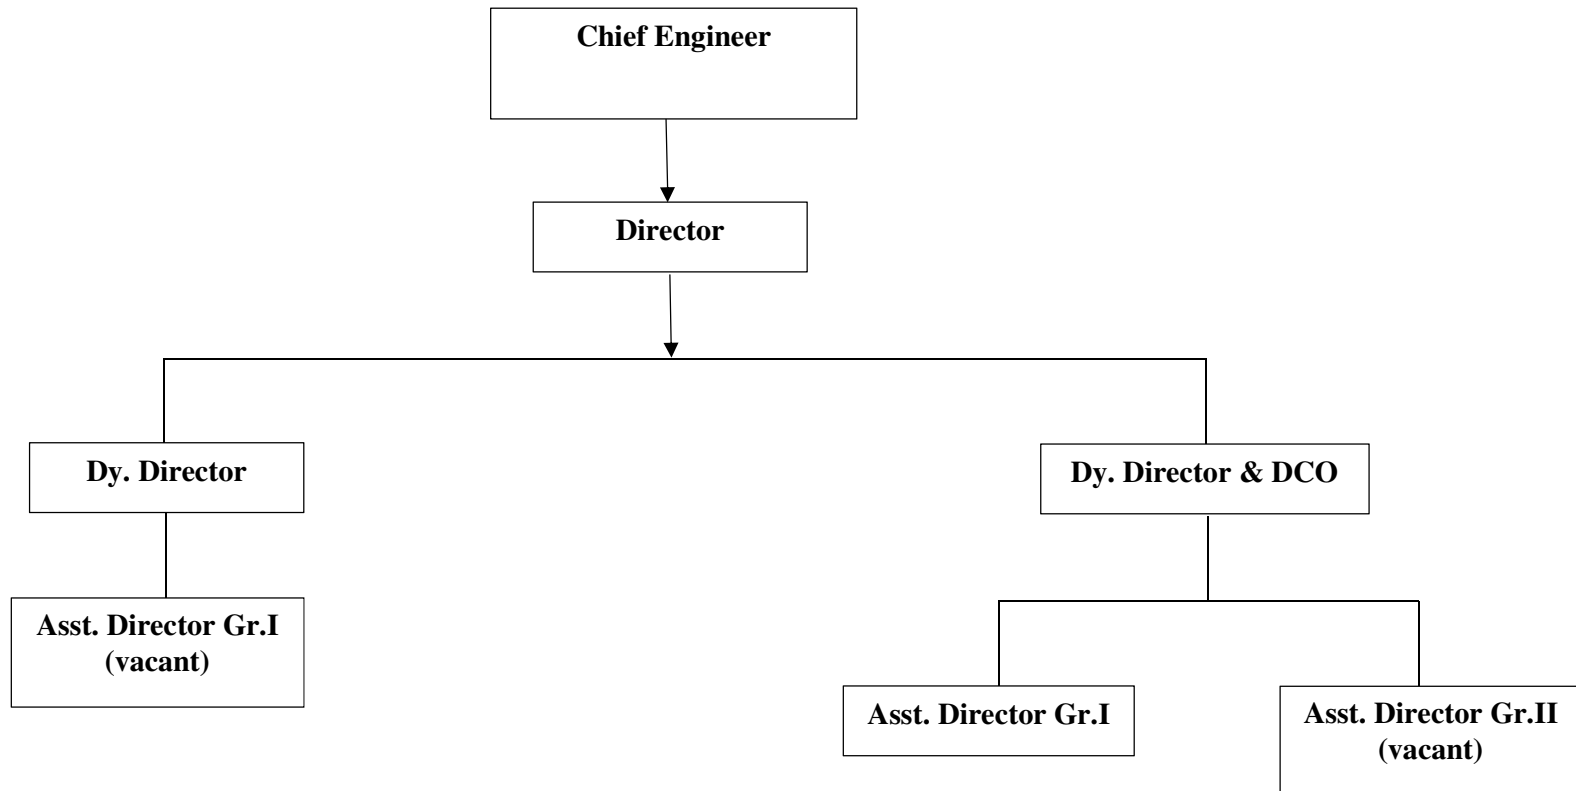 Chief Engineer
Director
Dy. Director
Dy. Director & DCO
Asst. Director Gr.I
(vacant)
Asst. Director Gr.I
Asst. Director Gr.II
(vacant)